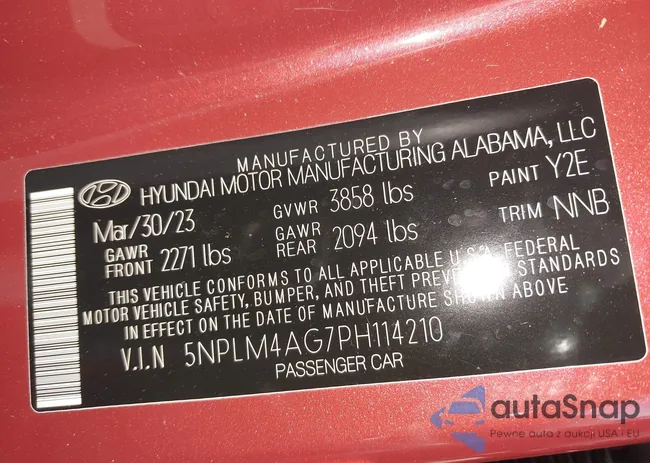 MANUFACTURED BY
HYUNDAI MOTOR MANUFACTURING ALABAMA, LLC
Mar/30/23 GVWR 3858 lbs PAINT Y2E
GAWR FRONT 2271 lbs GAWR REAR 2094 lbs TRIM NNB
THIS VEHICLE CONFORMS TO ALL APPLICABLE U.S.A. FEDERAL
MOTOR VEHICLE SAFETY, BUMPER, AND THEFT PREVENTION STANDARDS
IN EFFECT ON THE DATE OF MANUFACTURE SHOWN ABOVE
V.I.N 5NPLM4AG7PH114210
PASSENGER CAR
autaSnap
Pewne auta z aukcji USA i EU